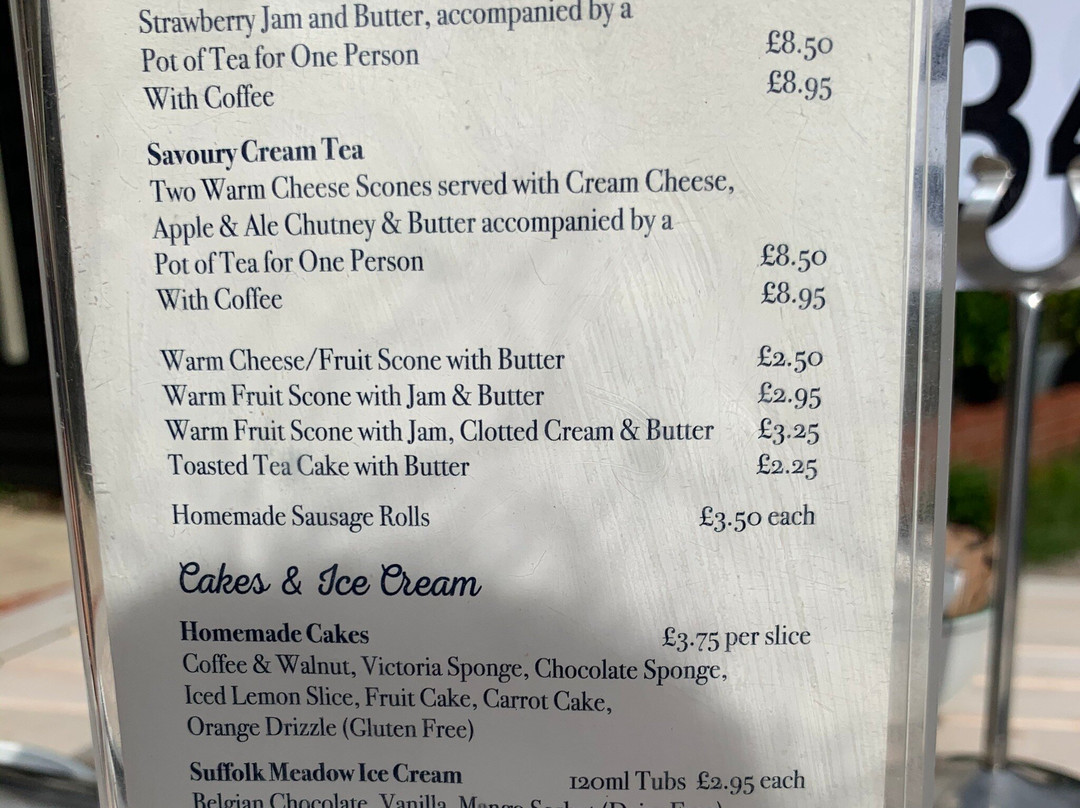 Strawberry Jam and Butter, accompanied by a
Pot of Tea for One Person £8.50
With Coffee £8.95
Savoury Cream Tea
Two Warm Cheese Scones served with Cream Cheese,
Apple & Ale Chutney & Butter accompanied by a
Pot of Tea for One Person £8.50
With Coffee £8.95
Warm Cheese/Fruit Scone with Butter £2.50
Warm Fruit Scone with Jam & Butter £2.95
Warm Fruit Scone with Jam, Clotted Cream & Butter £3.25
Toasted Tea Cake with Butter £2.25
Homemade Sausage Rolls £3.50 each
Cakes & Ice Cream
Homemade Cakes £3.75 per slice
Coffee & Walnut, Victoria Sponge, Chocolate Sponge,
Iced Lemon Slice, Fruit Cake, Carrot Cake,
Orange Drizzle (Gluten Free)
Suffolk Meadow Ice Cream 120ml Tubs £2.95 each
Belgian Chocolate, Vanilla, Mango
34